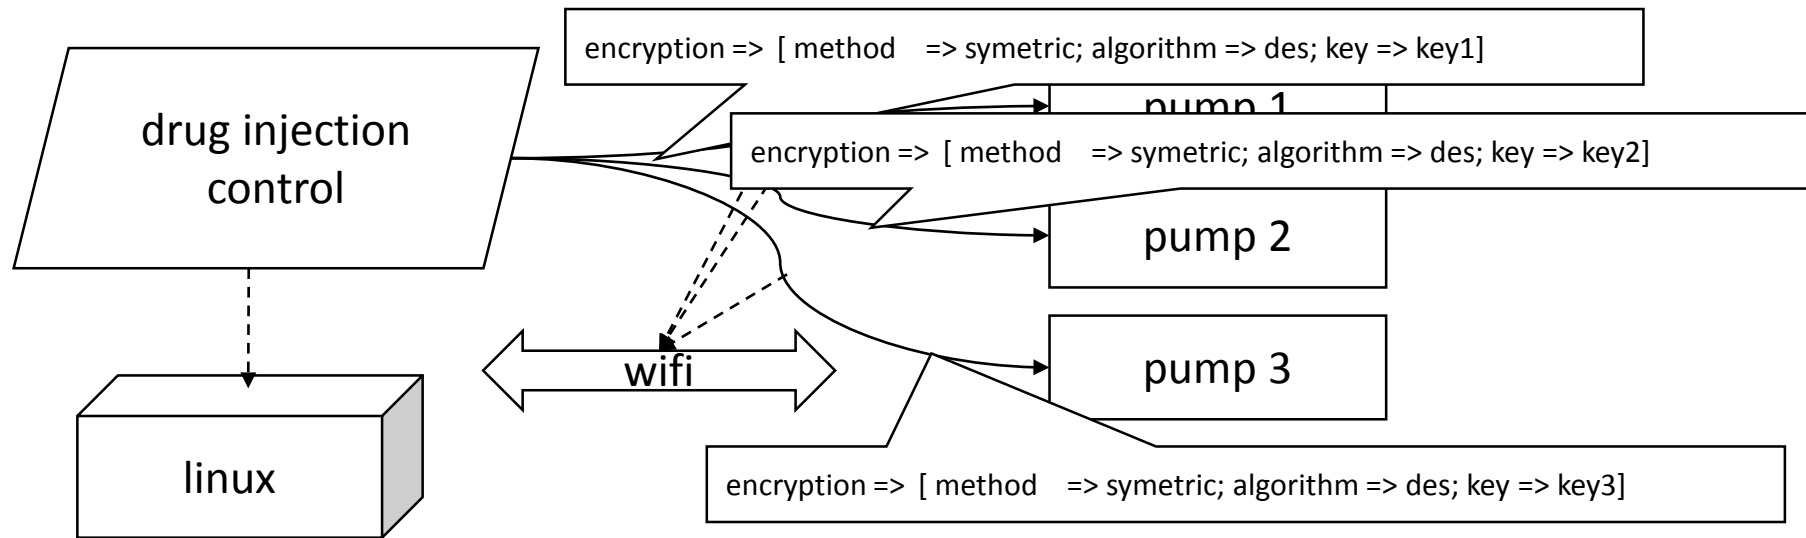 encryption => [ method => symetric; algorithm => des; key => key1]
drug injection
control
pump 1
encryption => [ method => symetric; algorithm => des; key => key2]
pump 2
wifi
pump 3
linux
encryption => [ method => symetric; algorithm => des; key => key3]